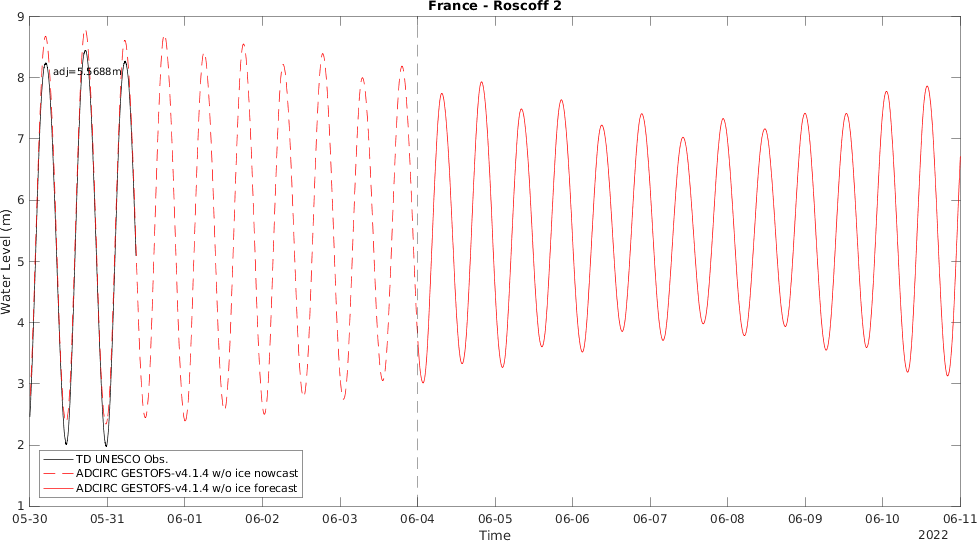 France - Roscoff 2
9
8
7
6
5
4
3
2
1
Water Level (m)
adj=5.5688m
TD UNESCO Obs.
ADCIRC GESTOFS-v4.1.4 w/o ice nowcast
ADCIRC GESTOFS-v4.1.4 w/o ice forecast
05-30 05-31 06-01 06-02 06-03 06-04 06-05 06-06 06-07 06-08 06-09 06-10 06-11
Time
2022